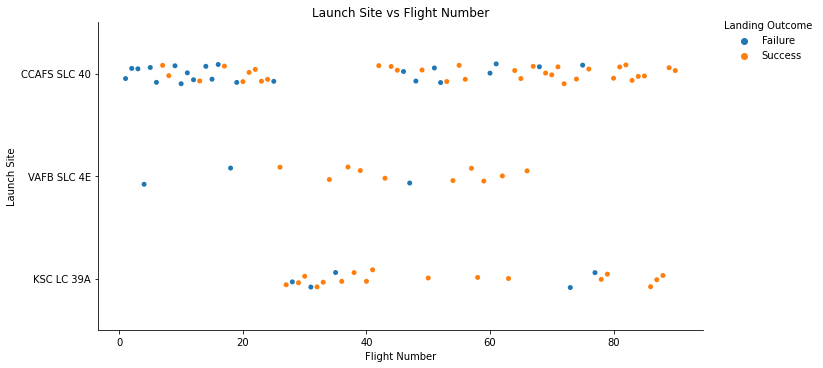 Launch Site vs Flight Number
Landing Outcome
Failure
Success
CCAFS SLC 40
VAFB SLC 4E
KSC LC 39A
Launch Site
0 20 40 60 80
Flight Number